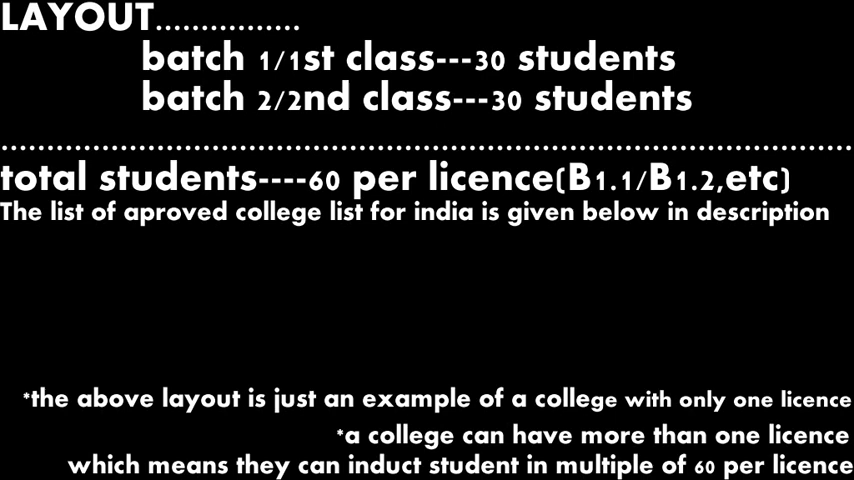 LAYOUT................
batch 1/1st class---30 students
batch 2/2nd class---30 students
..........................................................................................
total students----60 per licence(B1.1/B1.2,etc)
The list of aproved college list for india is given below in description
*the above layout is just an example of a college with only one licence
*a college can have more than one licence
which means they can induct student in multiple of 60 per licence